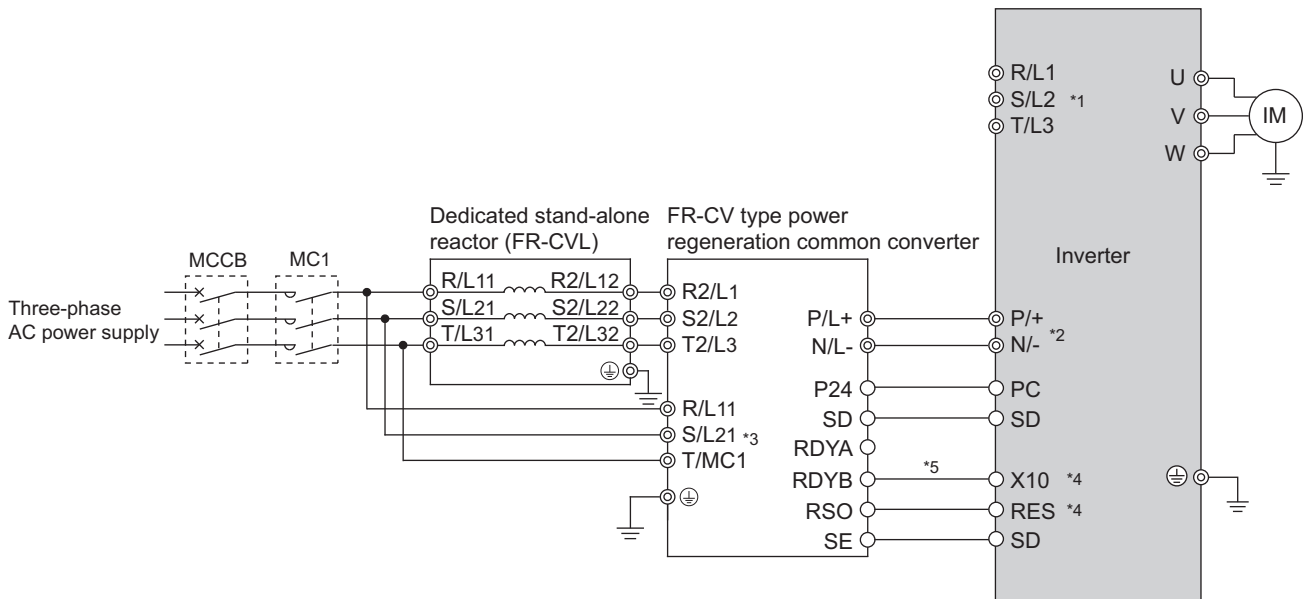 R/L1
S/L2 *1
T/L3
U
V
W
IM
Dedicated stand-alone
reactor (FR-CVL)
FR-CV type power
regeneration common converter
Inverter
MCCB
MC1
Three-phase
AC power supply
R/L11
R2/L12
S/L21
S2/L22
T/L31
T2/L32
R2/L1
S2/L2
T2/L3
R/L11
S/L21 *3
T/MC1
P/L+
N/L-
P24
SD
RDYA
RDYB
RSO
SE
*5
P/+
N/-
*2
PC
SD
X10 *4
RES *4
SD